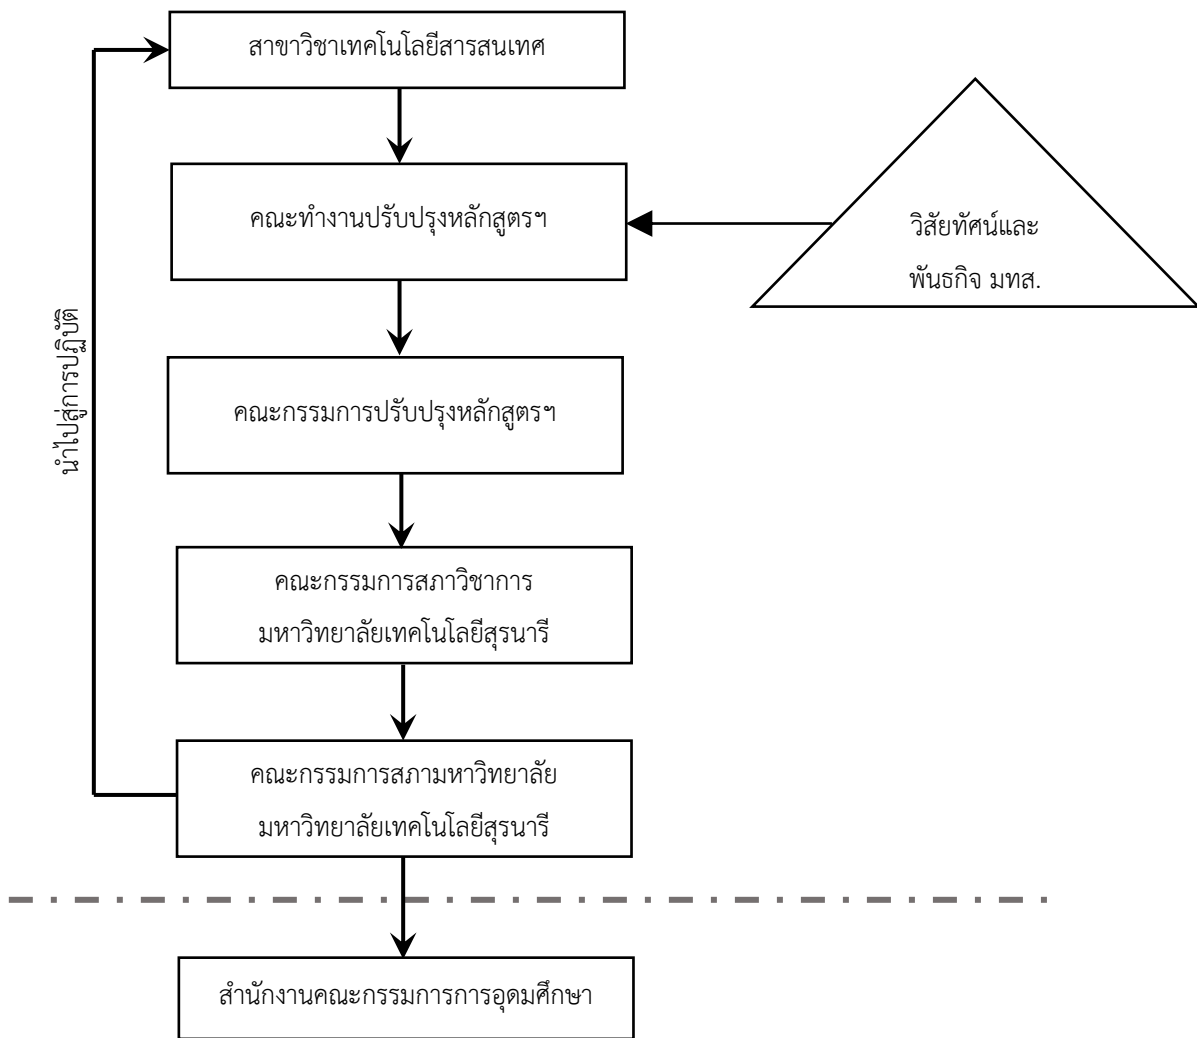 สาขาวิชาเทคโนโลยีสารสนเทศ
คณะทำงานปรับปรุงหลักสูตรฯ
วิสัยทัศน์และ
พันธกิจ มทส.
นำไปสู่การปฏิบัติ
คณะกรรมการปรับปรุงหลักสูตรฯ
คณะกรรมการสภาวิชาการ
มหาวิทยาลัยเทคโนโลยีสุรนารี
คณะกรรมการสภามหาวิทยาลัย
มหาวิทยาลัยเทคโนโลยีสุรนารี
สำนักงานคณะกรรมการการอุดมศึกษา